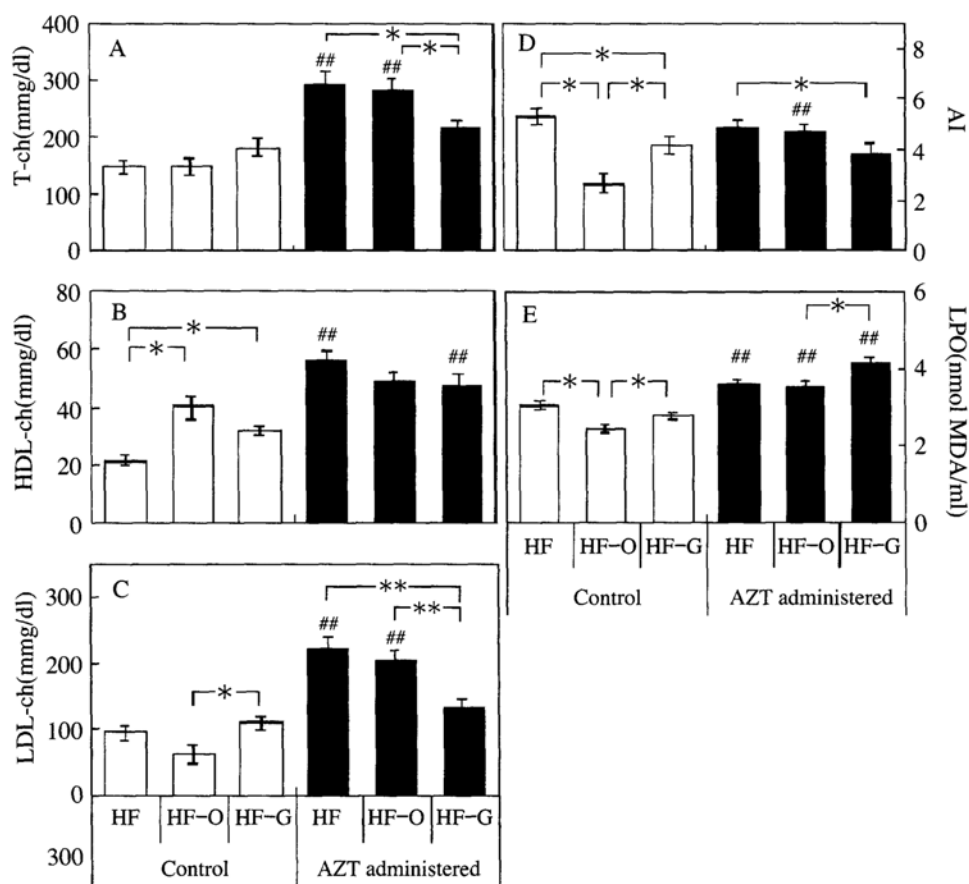 A
T-ch(mmg/dl)
400
300
200
100
0
## ## * *
B
HDL-ch(mmg/dl)
80
60
40
20
0
* * ## ##
C
LDL-ch(mmg/dl)
300
200
100
0
* ## ## ** **
HF HF-O HF-G HF HF-O HF-G
300
Control AZT administered
D
AI
8
6
4
2
0
* * * ## *
E
LPO(nmol MDA/ml)
6
4
2
0
* * ## ## * ##
HF HF-O HF-G HF HF-O HF-G
Control AZT administered